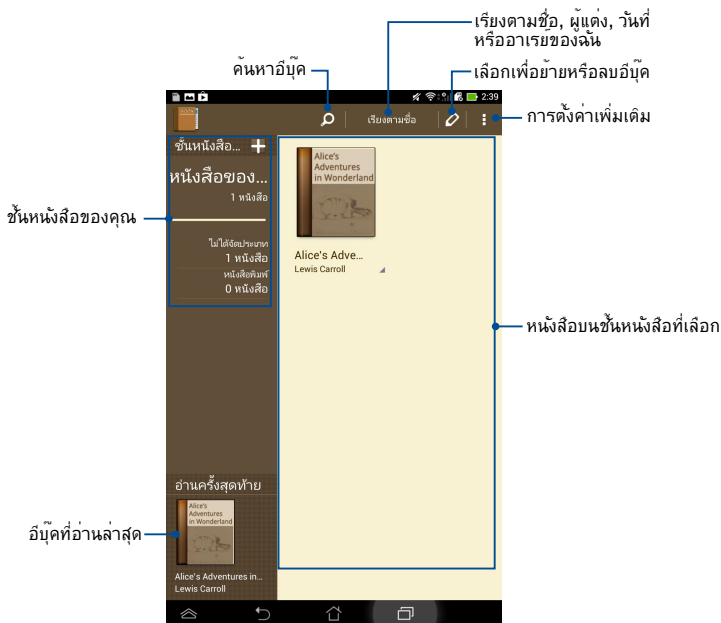 เรียงตามชื่อ, ผู้แต่ง, วันที่
หรืออาเรย์ของฉัน
ค้นหาอีบุ๊ค
เลือกเพื่อย้ายหรือลบอีบุ๊ค
2:39
เรียงตามชื่อ
การตั้งค่าเพิ่มเติม
ชั้นหนังสือ...
หนังสือของ...
1 หนังสือ
ชั้นหนังสือของคุณ
ไม่ได้จัดประเภท
1 หนังสือ
หนังสือพิมพ์
0 หนังสือ
Alice's
Adventures
in Wonderland
Alice's Adve...
Lewis Carroll
หนังสือบนชั้นหนังสือที่เลือก
อ่านครั้งสุดท้าย
Alice's
Adventures
in Wonderland
อีบุ๊คที่อ่านล่าสุด
Alice's Adventures in...
Lewis Carroll